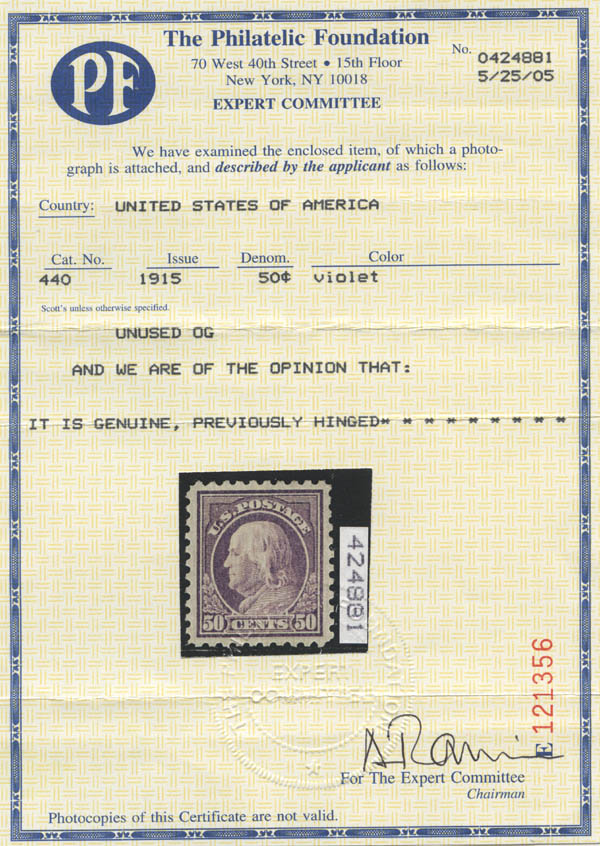 PF
The Philatelic Foundation
70 West 40th Street • 15th Floor
New York, NY 10018
EXPERT COMMITTEE
No. 0424881
5/25/05
We have examined the enclosed item, of which a photo-
graph is attached, and described by the applicant as follows:
Country: UNITED STATES OF AMERICA
Cat. No. Issue Denom. Color
440 1915 50¢ violet
Scott's unless otherwise specified.
UNUSED OG
AND WE ARE OF THE OPINION THAT:
IT IS GENUINE, PREVIOUSLY HINGED* * * * * * * * * *
U.S. POSTAGE
50 CENTS 50
424881
EXPERT
COMMITTEE
E 121356
For The Expert Committee
Chairman
Photocopies of this Certificate are not valid.